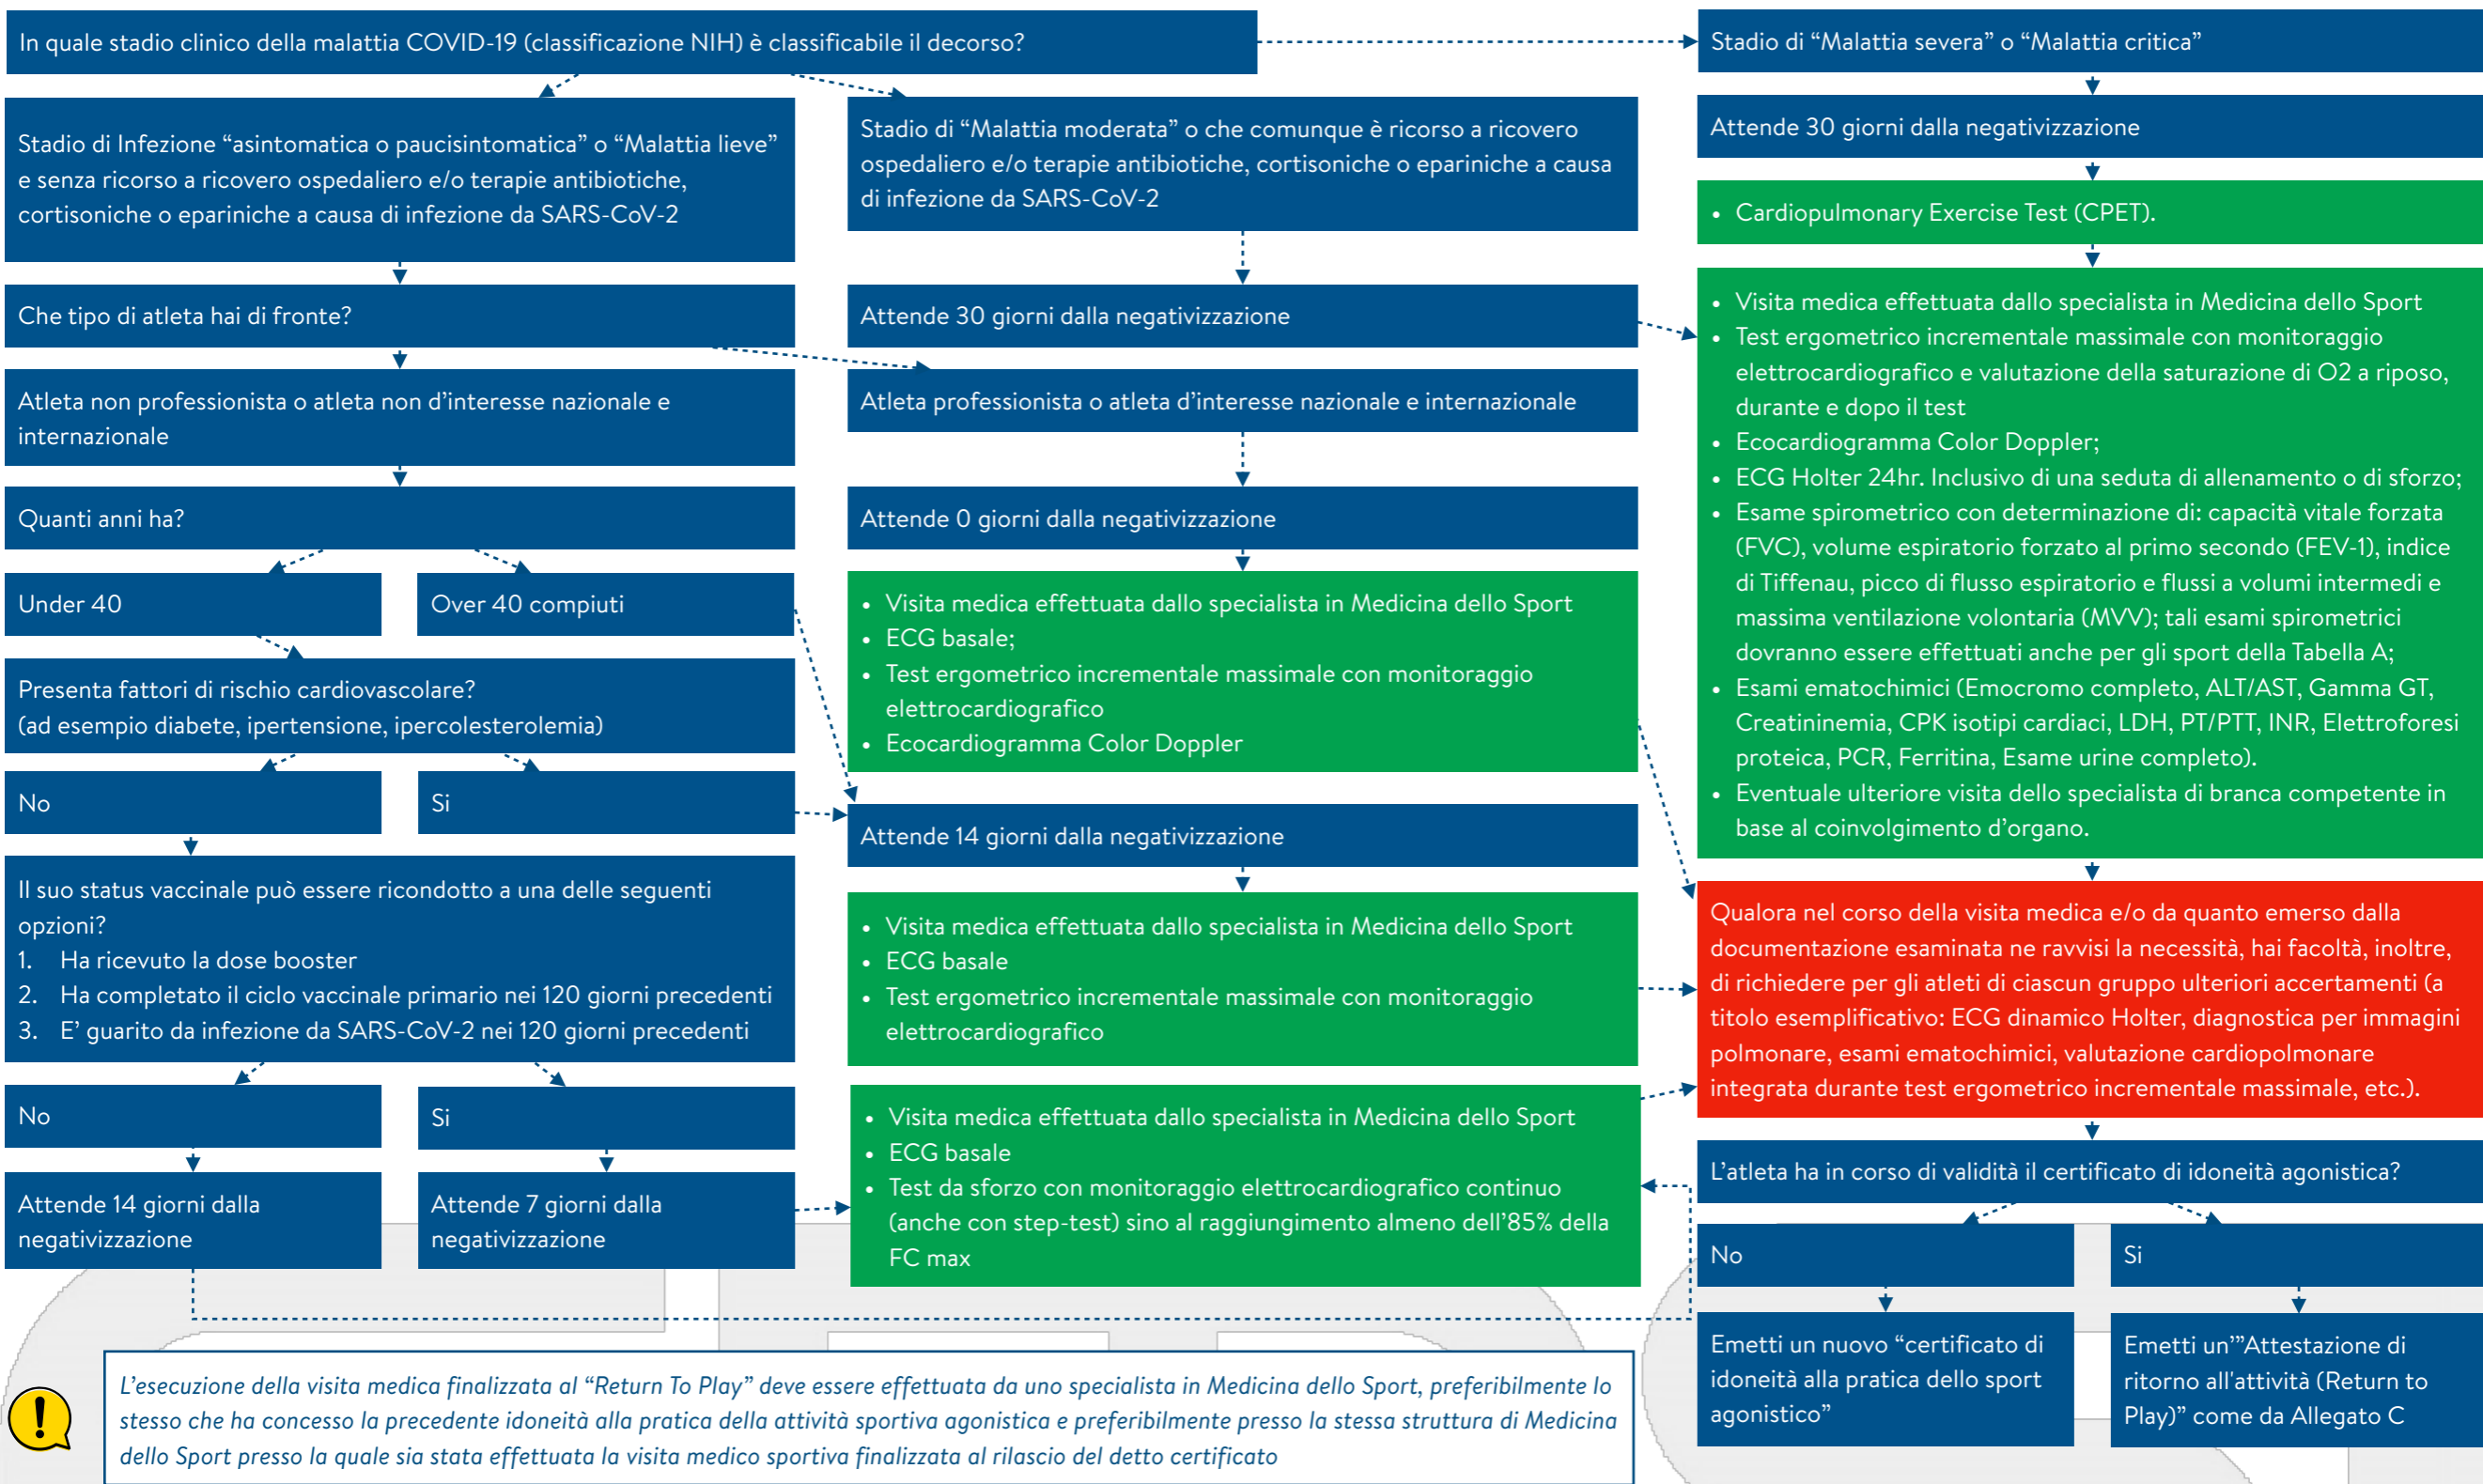 In quale stadio clinico della malattia COVID-19 (classificazione NIH) è classificabile il decorso?
Stadio di Infezione “asintomatica o paucisintomatica” o “Malattia lieve”
e senza ricorso a ricovero ospedaliero e/o terapie antibiotiche,
cortisoniche o epariniche a causa di infezione da SARS-CoV-2
Che tipo di atleta hai di fronte?
Atleta non professionista o atleta non d’interesse nazionale e
internazionale
Quanti anni ha?
Under 40
Over 40 compiuti
Presenta fattori di rischio cardiovascolare?
(ad esempio diabete, ipertensione, ipercolesterolemia)
No
Si
Il suo status vaccinale può essere ricondotto a una delle seguenti
opzioni?
1. Ha ricevuto la dose booster
2. Ha completato il ciclo vaccinale primario nei 120 giorni precedenti
3. E’ guarito da infezione da SARS-CoV-2 nei 120 giorni precedenti
No
Si
Attende 14 giorni dalla
negativizzazione
Attende 7 giorni dalla
negativizzazione
Stadio di “Malattia moderata” o che comunque è ricorso a ricovero
ospedaliero e/o terapie antibiotiche, cortisoniche o epariniche a causa
di infezione da SARS-CoV-2
Attende 30 giorni dalla negativizzazione
Atleta professionista o atleta d’interesse nazionale e internazionale
Attende 0 giorni dalla negativizzazione
• Visita medica effettuata dallo specialista in Medicina dello Sport
• ECG basale;
• Test ergometrico incrementale massimale con monitoraggio
elettrocardiografico
• Ecocardiogramma Color Doppler
Attende 14 giorni dalla negativizzazione
• Visita medica effettuata dallo specialista in Medicina dello Sport
• ECG basale
• Test ergometrico incrementale massimale con monitoraggio
elettrocardiografico
• Visita medica effettuata dallo specialista in Medicina dello Sport
• ECG basale
• Test da sforzo con monitoraggio elettrocardiografico continuo
(anche con step-test) sino al raggiungimento almeno dell’85% della
FC max
Stadio di “Malattia severa” o “Malattia critica”
Attende 30 giorni dalla negativizzazione
• Cardiopulmonary Exercise Test (CPET).
• Visita medica effettuata dallo specialista in Medicina dello Sport
• Test ergometrico incrementale massimale con monitoraggio
elettrocardiografico e valutazione della saturazione di O2 a riposo,
durante e dopo il test
• Ecocardiogramma Color Doppler;
• ECG Holter 24hr. Inclusivo di una seduta di allenamento o di sforzo;
• Esame spirometrico con determinazione di: capacità vitale forzata
(FVC), volume espiratorio forzato al primo secondo (FEV-1), indice
di Tiffenau, picco di flusso espiratorio e flussi a volumi intermedi e
massima ventilazione volontaria (MVV); tali esami spirometrici
dovranno essere effettuati anche per gli sport della Tabella A;
• Esami ematochimici (Emocromo completo, ALT/AST, Gamma GT,
Creatininemia, CPK isotipi cardiaci, LDH, PT/PTT, INR, Elettroforesi
proteica, PCR, Ferritina, Esame urine completo).
• Eventuale ulteriore visita dello specialista di branca competente in
base al coinvolgimento d’organo.
Qualora nel corso della visita medica e/o da quanto emerso dalla
documentazione esaminata ne ravvisi la necessità, hai facoltà, inoltre,
di richiedere per gli atleti di ciascun gruppo ulteriori accertamenti (a
titolo esemplificativo: ECG dinamico Holter, diagnostica per immagini
polmonare, esami ematochimici, valutazione cardiopolmonare
integrata durante test ergometrico incrementale massimale, etc.).
L’atleta ha in corso di validità il certificato di idoneità agonistica?
No
Si
Emetti un nuovo “certificato di
idoneità alla pratica dello sport
agonistico”
Emetti un’”Attestazione di
ritorno all'attività (Return to
Play)” come da Allegato C
L’esecuzione della visita medica finalizzata al “Return To Play” deve essere effettuata da uno specialista in Medicina dello Sport, preferibilmente lo
stesso che ha concesso la precedente idoneità alla pratica della attività sportiva agonistica e preferibilmente presso la stessa struttura di Medicina
dello Sport presso la quale sia stata effettuata la visita medico sportiva finalizzata al rilascio del detto certificato